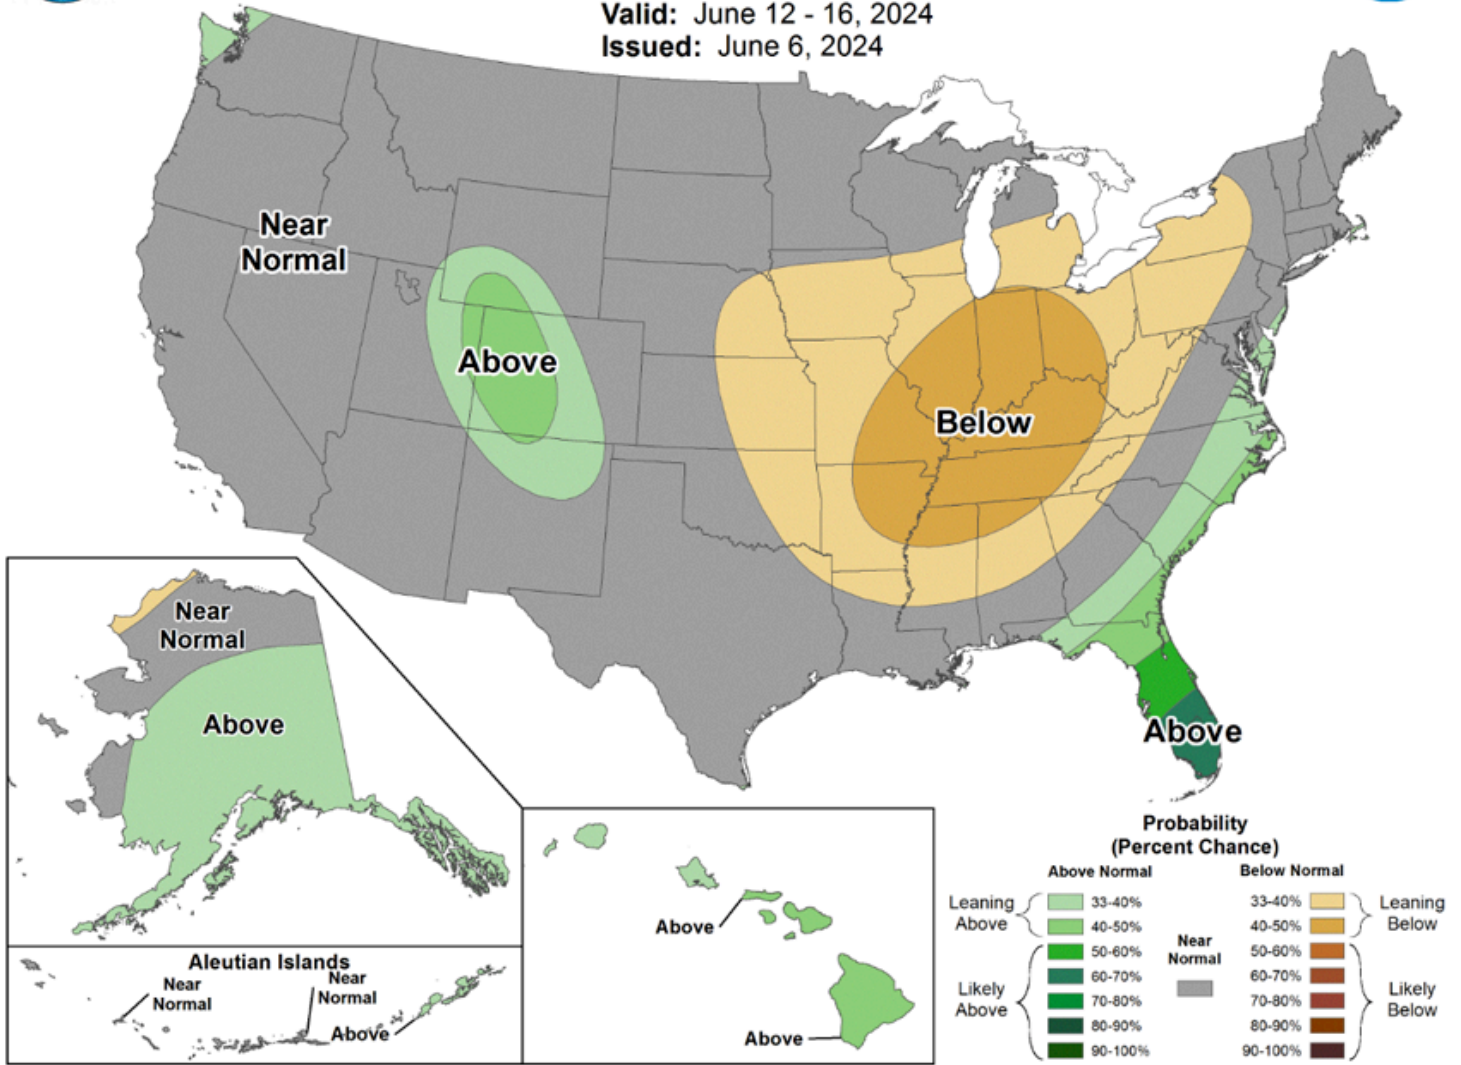 Valid: June 12 - 16, 2024
Issued: June 6, 2024
Near
Normal
Above
Below
Above
Near
Normal
Above
Aleutian Islands
Near
Normal
Near
Normal
Above
Above
Above
Probability
(Percent Chance)
Above Normal
Below Normal
Leaning
Above
33-40%
40-50%
33-40%
40-50%
Leaning
Below
Near
Normal
Likely
Above
50-60%
60-70%
70-80%
80-90%
90-100%
50-60%
60-70%
70-80%
80-90%
90-100%
Likely
Below